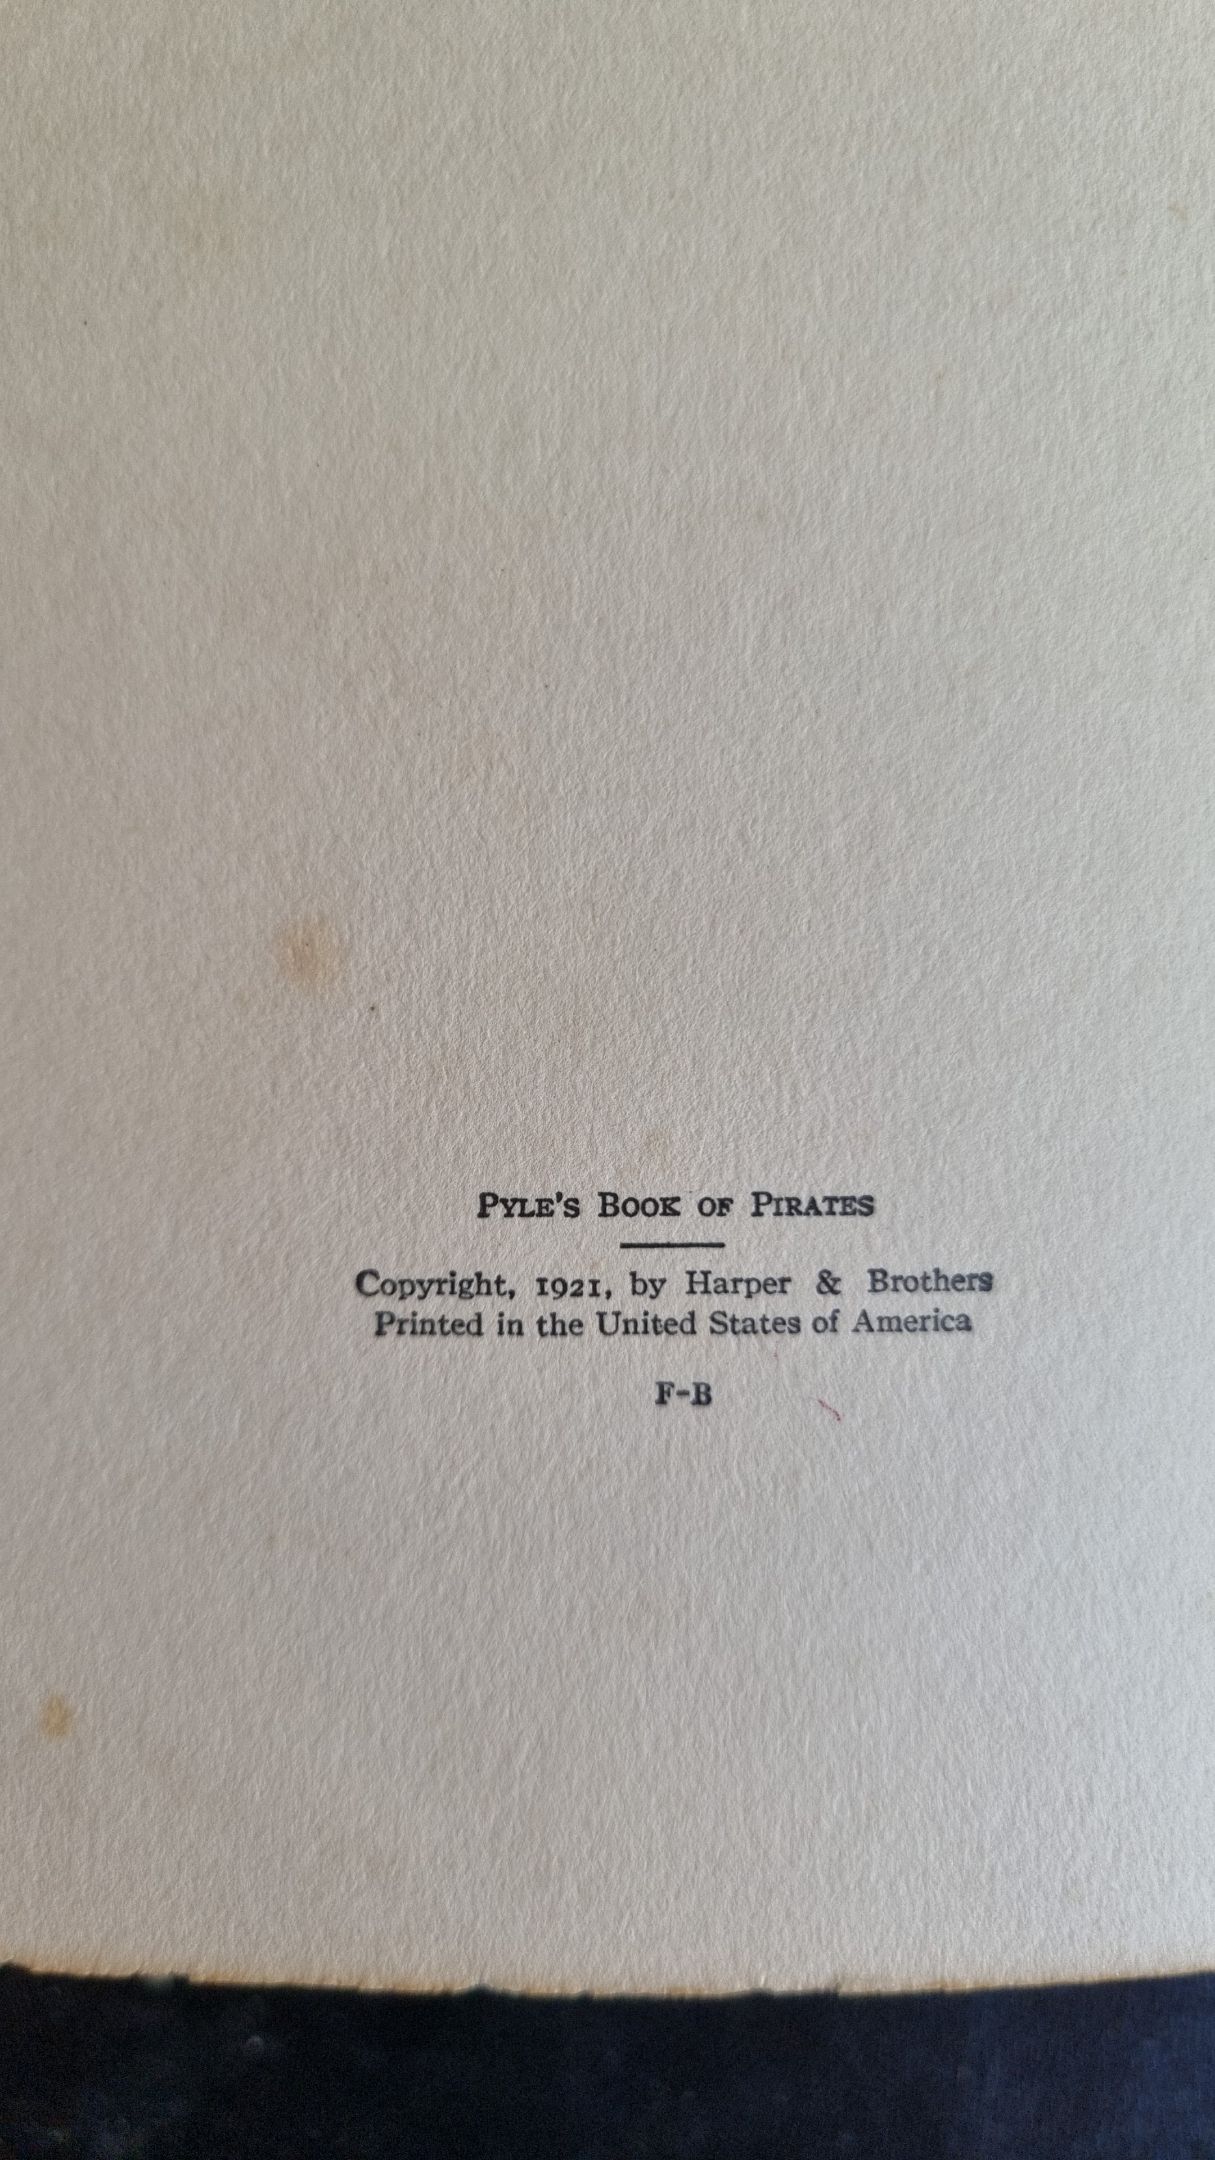 PYLE'S BOOK OF PIRATES
Copyright, 1921, by Harper & Brothers
Printed in the United States of America
F-B